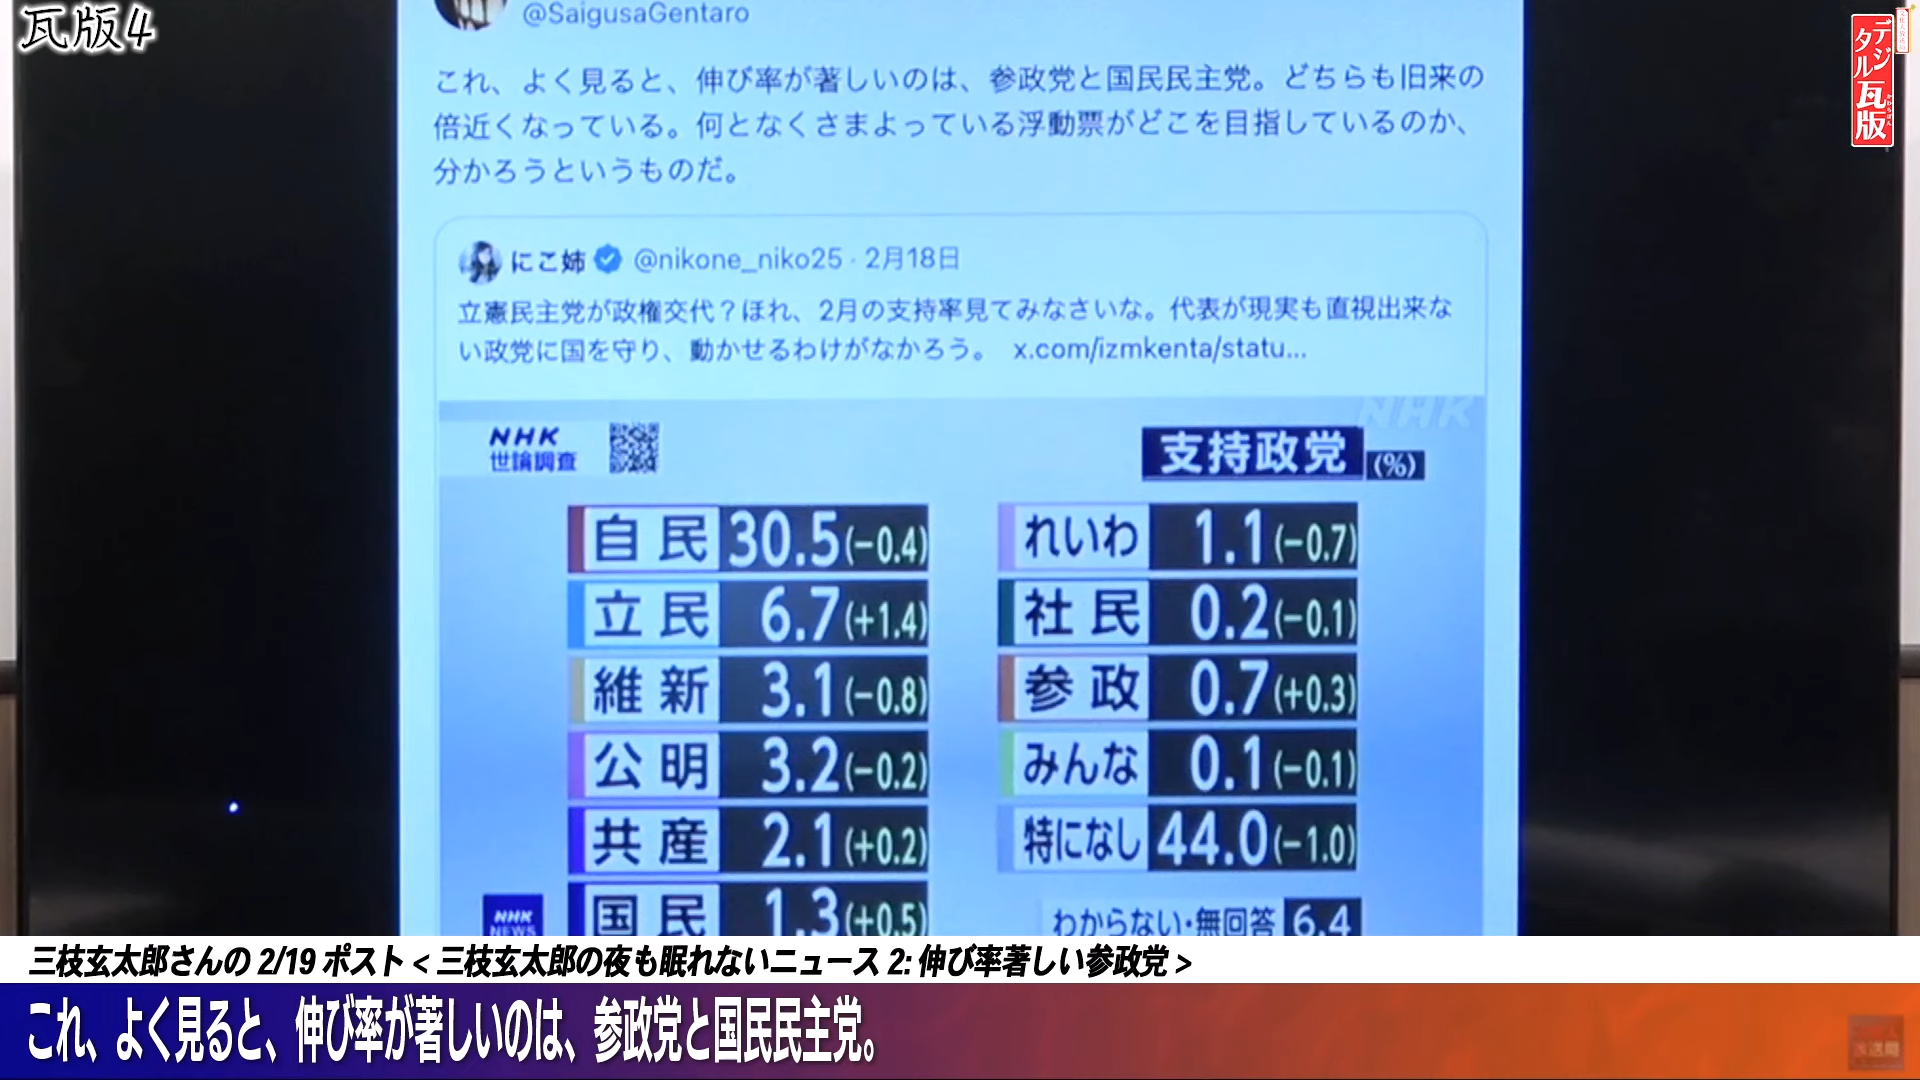 瓦版4
デジタル瓦版
@SaigusaGentaro
これ、よく見ると、伸び率が著しいのは、参政党と国民民主党。どちらも旧来の
倍近くなっている。何となくさまよっている浮動票がどこを目指しているのか、
分かろうというものだ。
にこ姉 @nikone_niko25 · 2月18日
立憲民主党が政権交代？ほれ、2月の支持率見てみなさいな。代表が現実も直視出来な
い政党に国を守り、動かせるわけがなかろう。 x.com/izmkenta/statu...
NHK
NHK
世論調査
支持政党 (%)
自民 30.5(-0.4)
立民 6.7(+1.4)
維新 3.1(-0.8)
公明 3.2(-0.2)
共産 2.1(+0.2)
国民 1.3(+0.5)
れいわ 1.1(-0.7)
社民 0.2(-0.1)
参政 0.7(+0.3)
みんな 0.1(-0.1)
特になし 44.0(-1.0)
わからない・無回答 6.4
NHK
NEWS
三枝玄太郎さんの 2/19 ポスト < 三枝玄太郎の夜も眠れないニュース 2: 伸び率著しい参政党 >
これ、よく見ると、伸び率が著しいのは、参政党と国民民主党。